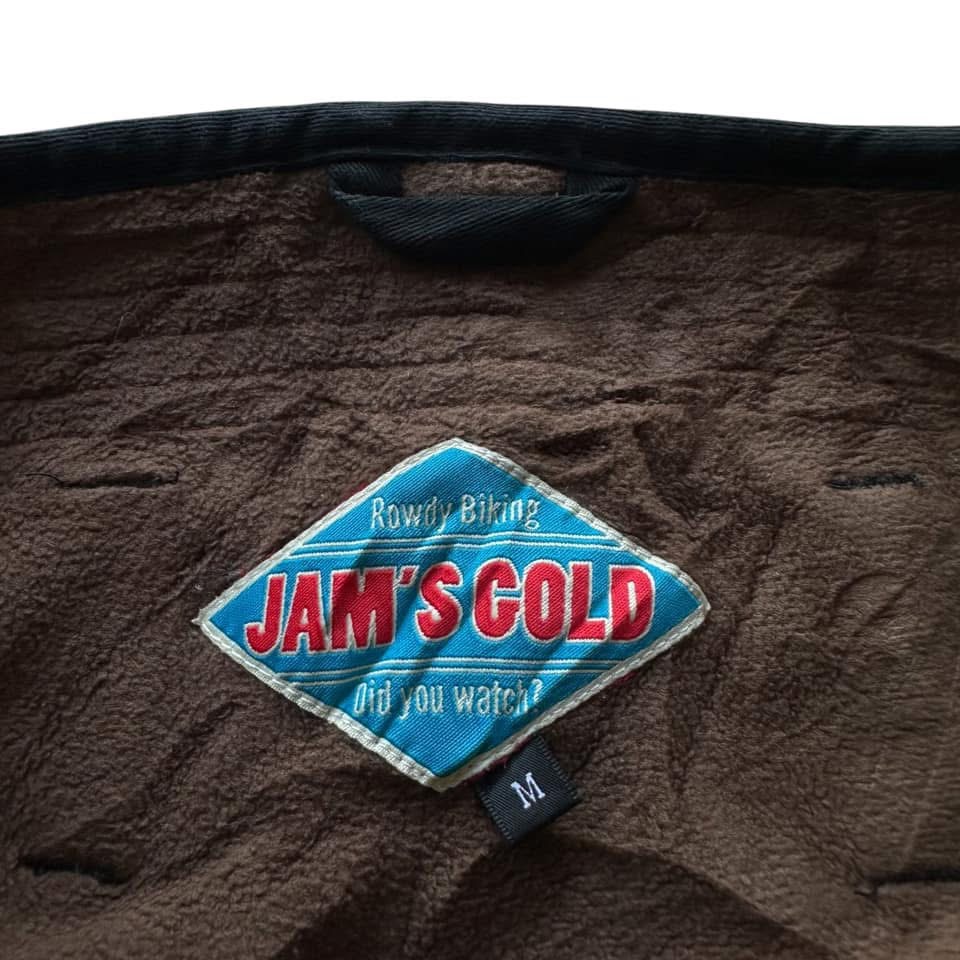 Rowdy Biking
JAM'S GOLD
Did you watch?
M